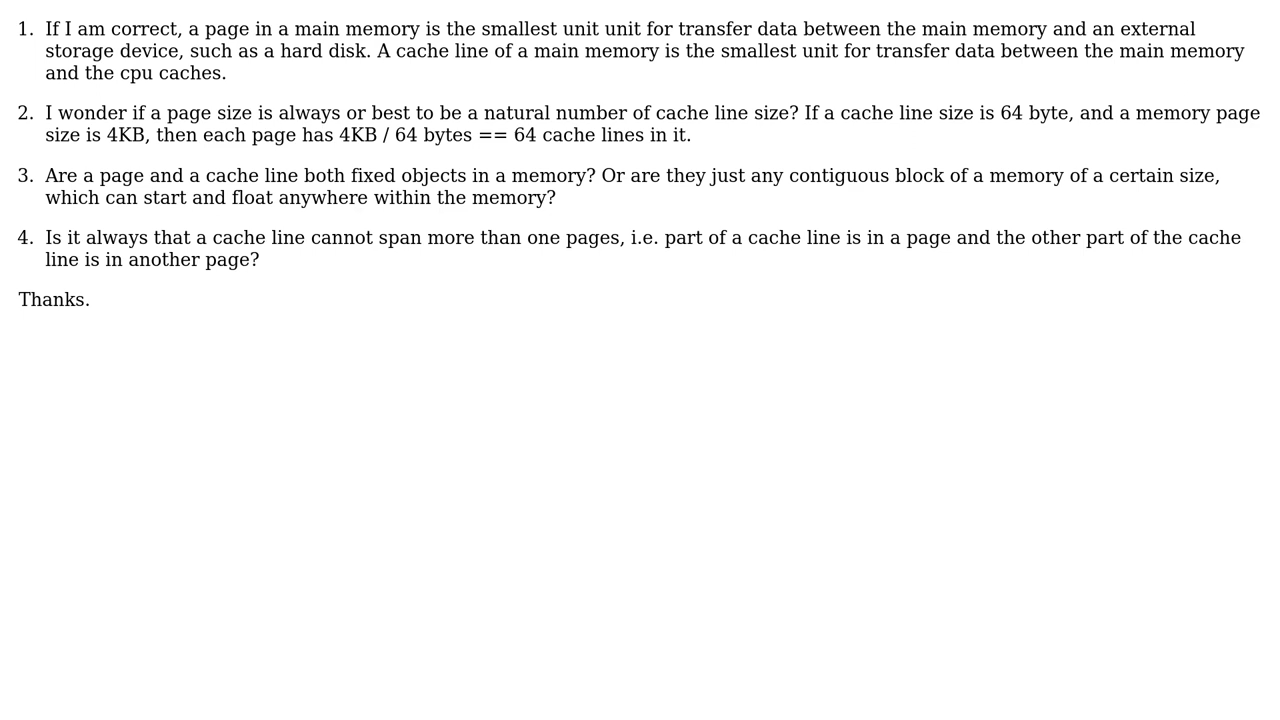 1. If I am correct, a page in a main memory is the smallest unit unit for transfer data between the main memory and an external
storage device, such as a hard disk. A cache line of a main memory is the smallest unit for transfer data between the main memory
and the cpu caches.
2. I wonder if a page size is always or best to be a natural number of cache line size? If a cache line size is 64 byte, and a memory page
size is 4KB, then each page has 4KB / 64 bytes == 64 cache lines in it.
3. Are a page and a cache line both fixed objects in a memory? Or are they just any contiguous block of a memory of a certain size,
which can start and float anywhere within the memory?
4. Is it always that a cache line cannot span more than one pages, i.e. part of a cache line is in a page and the other part of the cache
line is in another page?
Thanks.